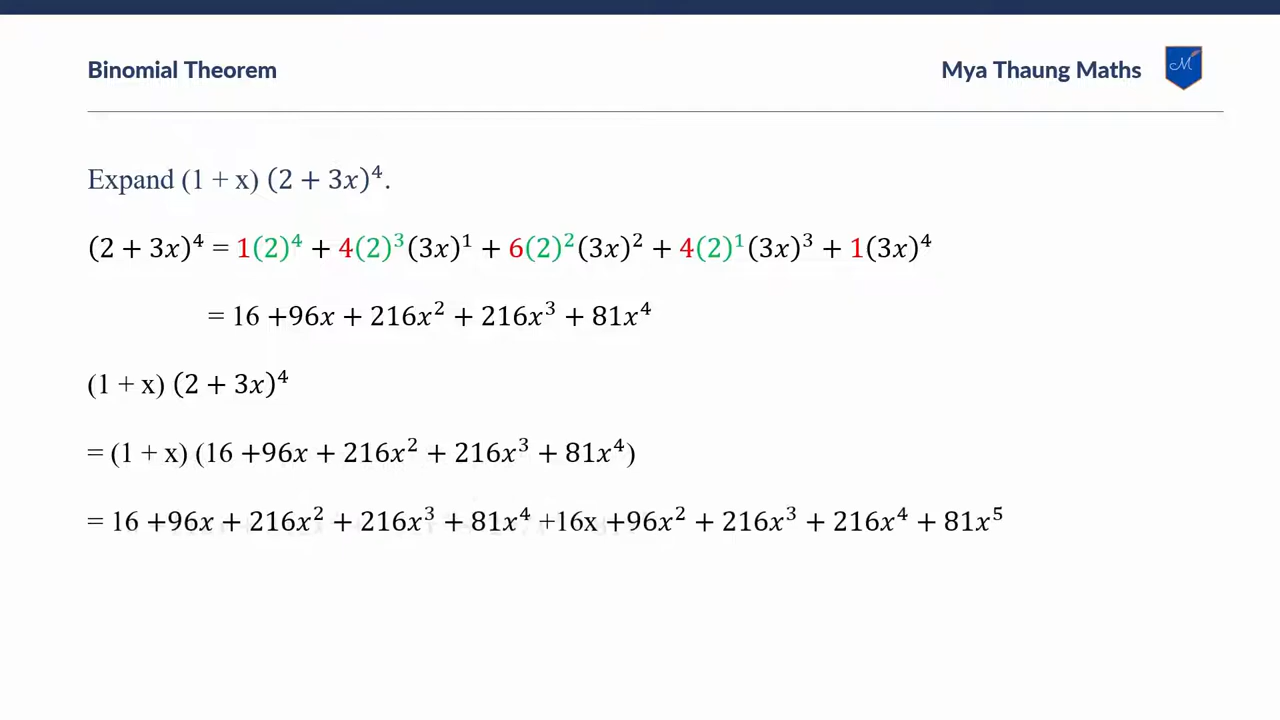 Binomial Theorem
Mya Thaung Maths
M
Expand (1 + x) (2 + 3x)⁴.
(2 + 3x)⁴ = 1(2)⁴ + 4(2)³(3x)¹ + 6(2)²(3x)² + 4(2)¹(3x)³ + 1(3x)⁴
= 16 +96x + 216x² + 216x³ + 81x⁴
(1 + x) (2 + 3x)⁴
= (1 + x) (16 +96x + 216x² + 216x³ + 81x⁴)
= 16 +96x + 216x² + 216x³ + 81x⁴ +16x +96x² + 216x³ + 216x⁴ + 81x⁵